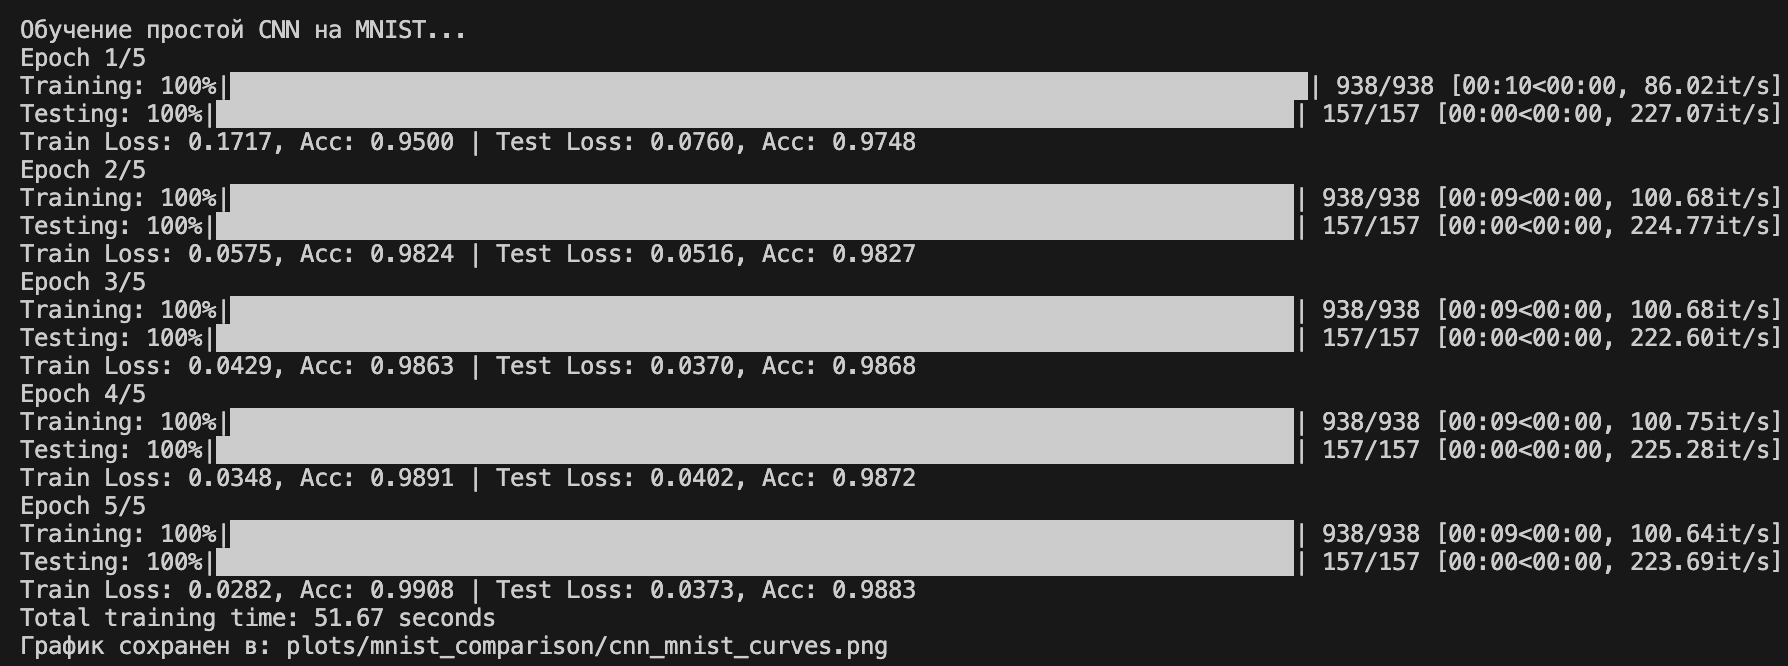 Обучение простой CNN на MNIST...
Epoch 1/5
Training: 100%|██████████| 938/938 [00:10<00:00, 86.02it/s]
Testing: 100%|██████████| 157/157 [00:00<00:00, 227.07it/s]
Train Loss: 0.1717, Acc: 0.9500 | Test Loss: 0.0760, Acc: 0.9748
Epoch 2/5
Training: 100%|██████████| 938/938 [00:09<00:00, 100.68it/s]
Testing: 100%|██████████| 157/157 [00:00<00:00, 224.77it/s]
Train Loss: 0.0575, Acc: 0.9824 | Test Loss: 0.0516, Acc: 0.9827
Epoch 3/5
Training: 100%|██████████| 938/938 [00:09<00:00, 100.68it/s]
Testing: 100%|██████████| 157/157 [00:00<00:00, 222.60it/s]
Train Loss: 0.0429, Acc: 0.9863 | Test Loss: 0.0370, Acc: 0.9868
Epoch 4/5
Training: 100%|██████████| 938/938 [00:09<00:00, 100.75it/s]
Testing: 100%|██████████| 157/157 [00:00<00:00, 225.28it/s]
Train Loss: 0.0348, Acc: 0.9891 | Test Loss: 0.0402, Acc: 0.9872
Epoch 5/5
Training: 100%|██████████| 938/938 [00:09<00:00, 100.64it/s]
Testing: 100%|██████████| 157/157 [00:00<00:00, 223.69it/s]
Train Loss: 0.0282, Acc: 0.9908 | Test Loss: 0.0373, Acc: 0.9883
Total training time: 51.67 seconds
График сохранен в: plots/mnist_comparison/cnn_mnist_curves.png